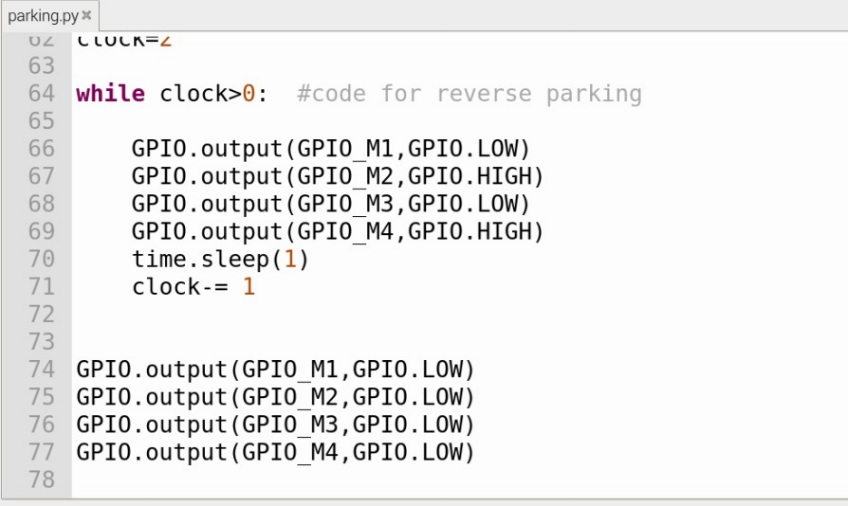 parking.py
62 clock=2
63
64 while clock>0:  #code for reverse parking
65
66     GPIO.output(GPIO_M1,GPIO.LOW)
67     GPIO.output(GPIO_M2,GPIO.HIGH)
68     GPIO.output(GPIO_M3,GPIO.LOW)
69     GPIO.output(GPIO_M4,GPIO.HIGH)
70     time.sleep(1)
71     clock-= 1
72
73
74 GPIO.output(GPIO_M1,GPIO.LOW)
75 GPIO.output(GPIO_M2,GPIO.LOW)
76 GPIO.output(GPIO_M3,GPIO.LOW)
77 GPIO.output(GPIO_M4,GPIO.LOW)
78